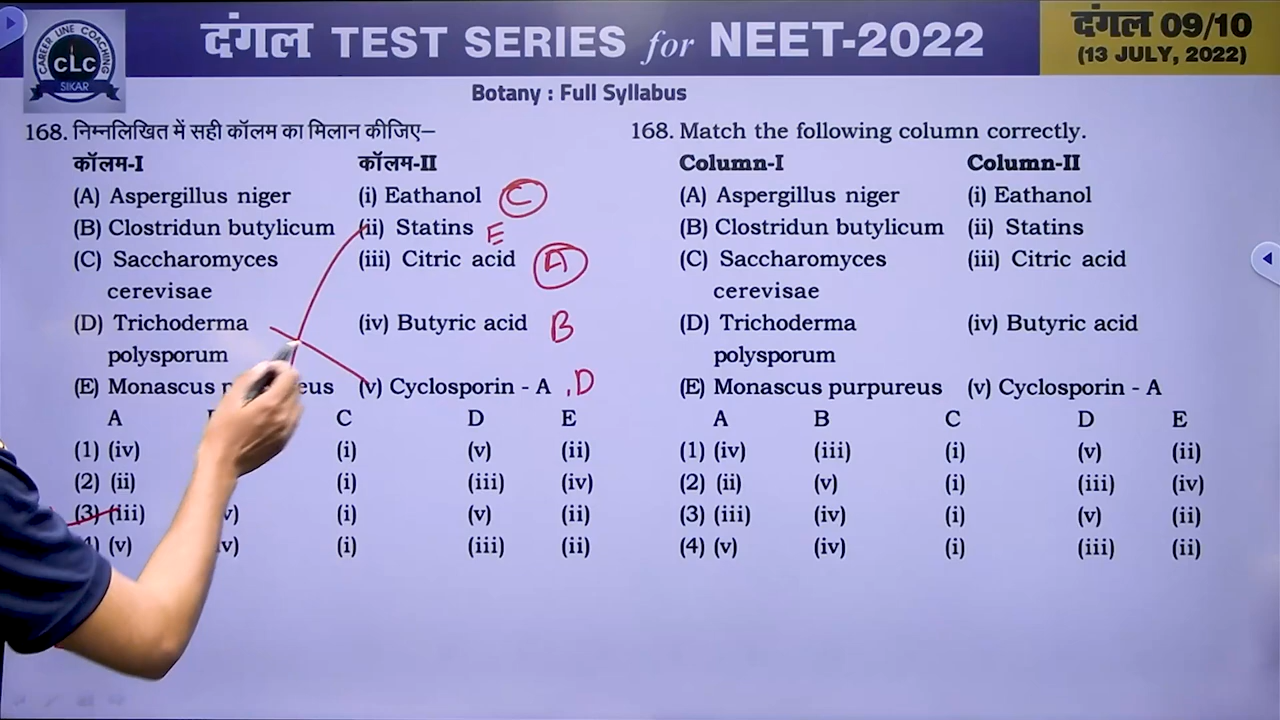 CAREER LINE COACHING
CLC
SIKAR
दंगल TEST SERIES for NEET-2022
दंगल 09/10
(13 JULY, 2022)
Botany : Full Syllabus
168. निम्नलिखित में सही कॉलम का मिलान कीजिए–
कॉलम-I कॉलम-II
(A) Aspergillus niger (i) Eathanol C
(B) Clostridun butylicum (ii) Statins E
(C) Saccharomyces (iii) Citric acid A
cerevisae
(D) Trichoderma (iv) Butyric acid B
polysporum
(E) Monascus (v) Cyclosporin - A D
A C D E
(1) (iv) (i) (v) (ii)
(2) (ii) (i) (iii) (iv)
(3) (iii) (i) (v) (ii)
(v) (i) (iii) (ii)
168. Match the following column correctly.
Column-I Column-II
(A) Aspergillus niger (i) Eathanol
(B) Clostridun butylicum (ii) Statins
(C) Saccharomyces (iii) Citric acid
cerevisae
(D) Trichoderma (iv) Butyric acid
polysporum
(E) Monascus purpureus (v) Cyclosporin - A
A B C D E
(1) (iv) (iii) (i) (v) (ii)
(2) (ii) (v) (i) (iii) (iv)
(3) (iii) (iv) (i) (v) (ii)
(4) (v) (iv) (i) (iii) (ii)